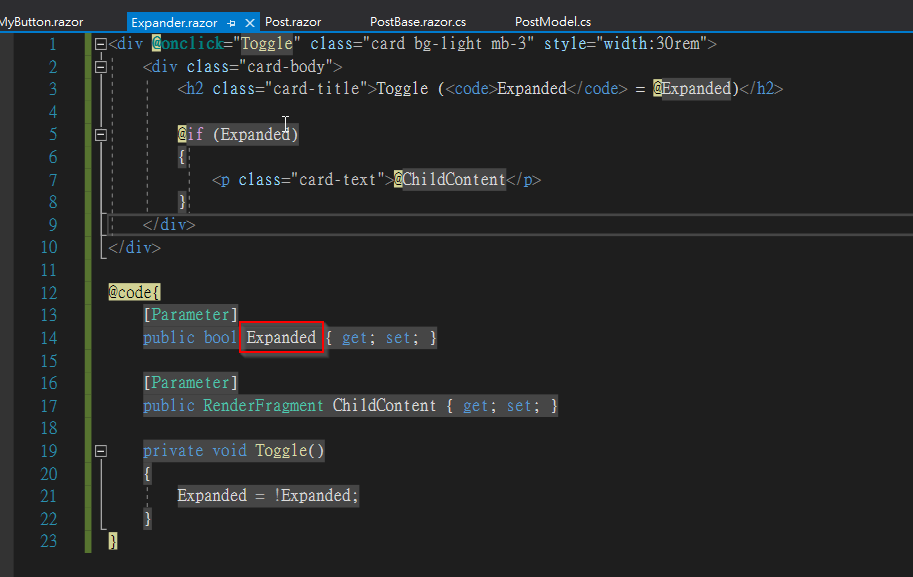 MyButton.razor Expander.razor Post.razor PostBase.razor.cs PostModel.cs
1 <div @onclick="Toggle" class="card bg-light mb-3" style="width:30rem">
2 <div class="card-body">
3 <h2 class="card-title">Toggle (<code>Expanded</code> = @Expanded)</h2>
4
5 @if (Expanded)
6 {
7 <p class="card-text">@ChildContent</p>
8 }
9 </div>
10 </div>
11
12 @code{
13 [Parameter]
14 public bool Expanded { get; set; }
15
16 [Parameter]
17 public RenderFragment ChildContent { get; set; }
18
19 private void Toggle()
20 {
21 Expanded = !Expanded;
22 }
23 }